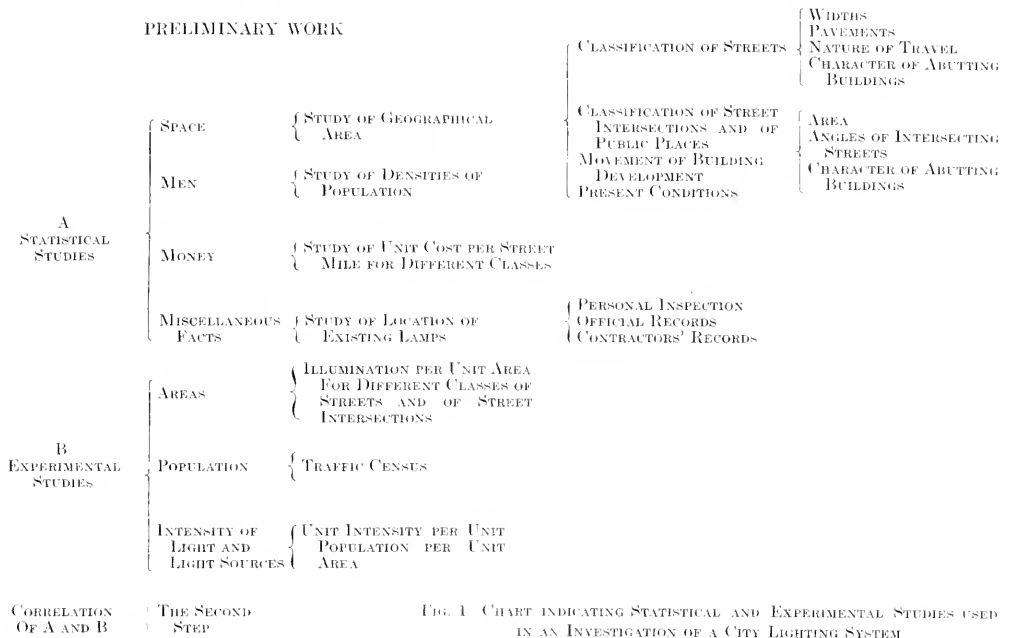 PRELIMINARY WORK
A
STATISTICAL
STUDIES
SPACE
STUDY OF GEOGRAPHICAL
AREA
CLASSIFICATION OF STREETS
WIDTHS
PAVEMENTS
NATURE OF TRAVEL
CHARACTER OF ABUTTING
BUILDINGS
CLASSIFICATION OF STREET
INTERSECTIONS AND OF
PUBLIC PLACES
AREA
ANGLES OF INTERSECTING
STREETS
CHARACTER OF ABUTTING
BUILDINGS
MOVEMENT OF BUILDING
DEVELOPMENT
PRESENT CONDITIONS
MEN
STUDY OF DENSITIES OF
POPULATION
MONEY
STUDY OF UNIT COST PER STREET
MILE FOR DIFFERENT CLASSES
MISCELLANEOUS
FACTS
STUDY OF LOCATION OF
EXISTING LAMPS
PERSONAL INSPECTION
OFFICIAL RECORDS
CONTRACTORS' RECORDS
B
EXPERIMENTAL
STUDIES
AREAS
ILLUMINATION PER UNIT AREA
FOR DIFFERENT CLASSES OF
STREETS AND OF STREET
INTERSECTIONS
POPULATION
TRAFFIC CENSUS
INTENSITY OF
LIGHT AND
LIGHT SOURCES
UNIT INTENSITY PER UNIT
POPULATION PER UNIT
AREA
CORRELATION
OF A AND B
THE SECOND
STEP
FIG. 1 CHART INDICATING STATISTICAL AND EXPERIMENTAL STUDIES USED
IN AN INVESTIGATION OF A CITY LIGHTING SYSTEM